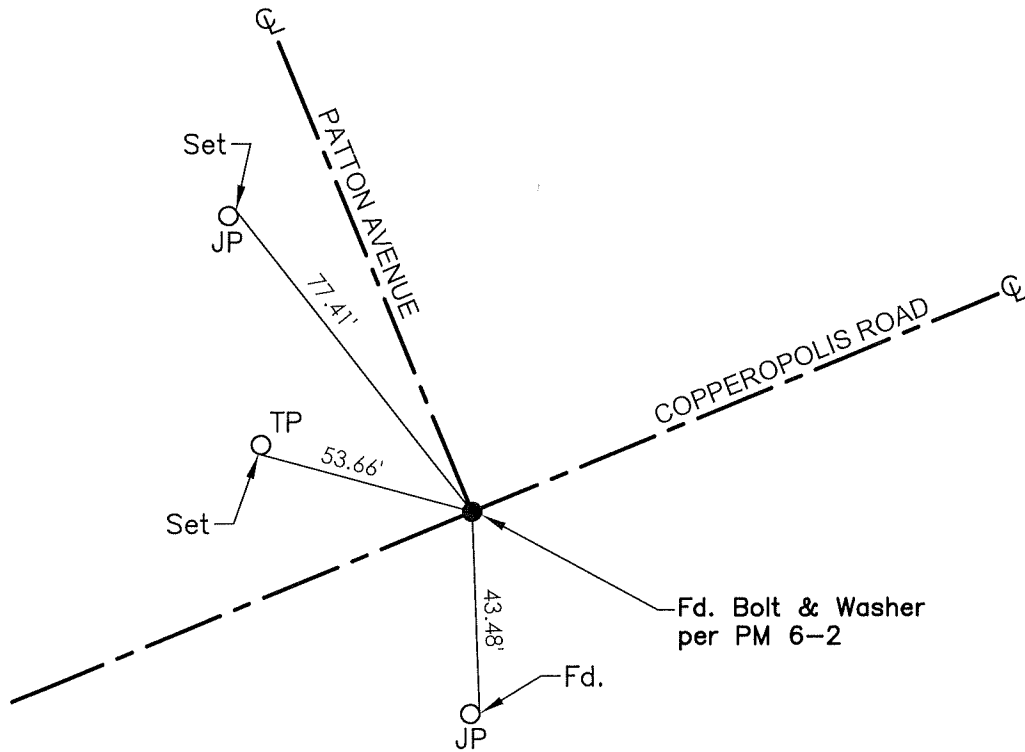 ℄
PATTON AVENUE
Set
JP
77.41'
℄
COPPEROPOLIS ROAD
TP
53.66'
Set
43.48'
Fd. Bolt & Washer
per PM 6-2
Fd.
JP